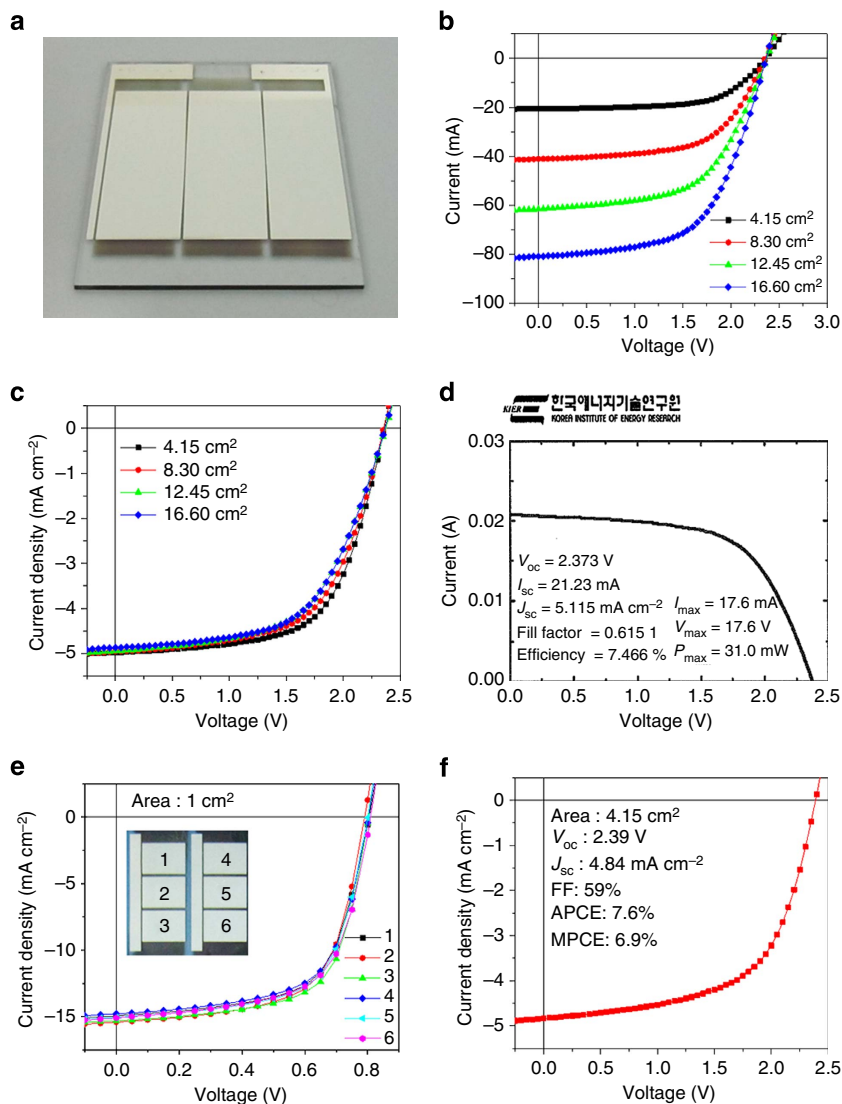 a
b
0
−20
−40
−60
−80
−100
Current (mA)
4.15 cm²
8.30 cm²
12.45 cm²
16.60 cm²
0.0 0.5 1.0 1.5 2.0 2.5 3.0
Voltage (V)
c
0
−1
−2
−3
−4
−5
Current density (mA cm⁻²)
4.15 cm²
8.30 cm²
12.45 cm²
16.60 cm²
0.0 0.5 1.0 1.5 2.0 2.5
Voltage (V)
d
KIER 한국에너지기술연구원
KOREA INSTITUTE OF ENERGY RESEARCH
0.03
0.02
0.01
0.00
Current (A)
Voc = 2.373 V
Isc = 21.23 mA
Jsc = 5.115 mA cm⁻²
Fill factor = 0.615 1
Efficiency = 7.466 %
Imax = 17.6 mA
Vmax = 17.6 V
Pmax = 31.0 mW
0.0 0.5 1.0 1.5 2.0 2.5
Voltage (V)
e
Area : 1 cm²
0
−5
−10
−15
Current density (mA cm⁻²)
1 4
2 5
3 6
1
2
3
4
5
6
0.0 0.2 0.4 0.6 0.8
Voltage (V)
f
0
−1
−2
−3
−4
−5
Current density (mA cm⁻²)
Area : 4.15 cm²
Voc : 2.39 V
Jsc : 4.84 mA cm⁻²
FF: 59%
APCE: 7.6%
MPCE: 6.9%
0.0 0.5 1.0 1.5 2.0 2.5
Voltage (V)